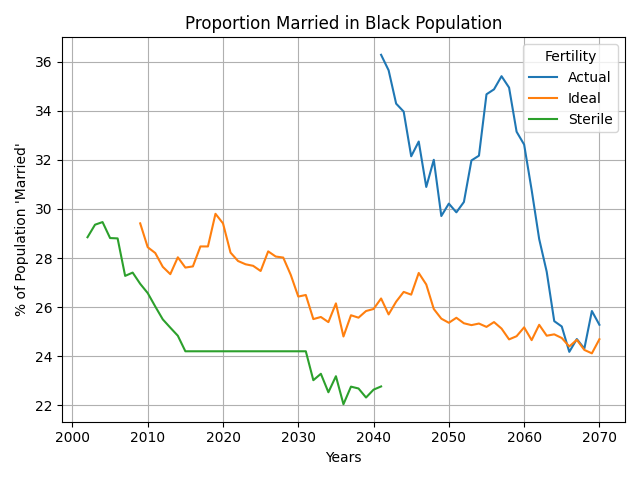 Proportion Married in Black Population
% of Population 'Married'
36
34
32
30
28
26
24
22
Fertility
Actual
Ideal
Sterile
2000 2010 2020 2030 2040 2050 2060 2070
Years